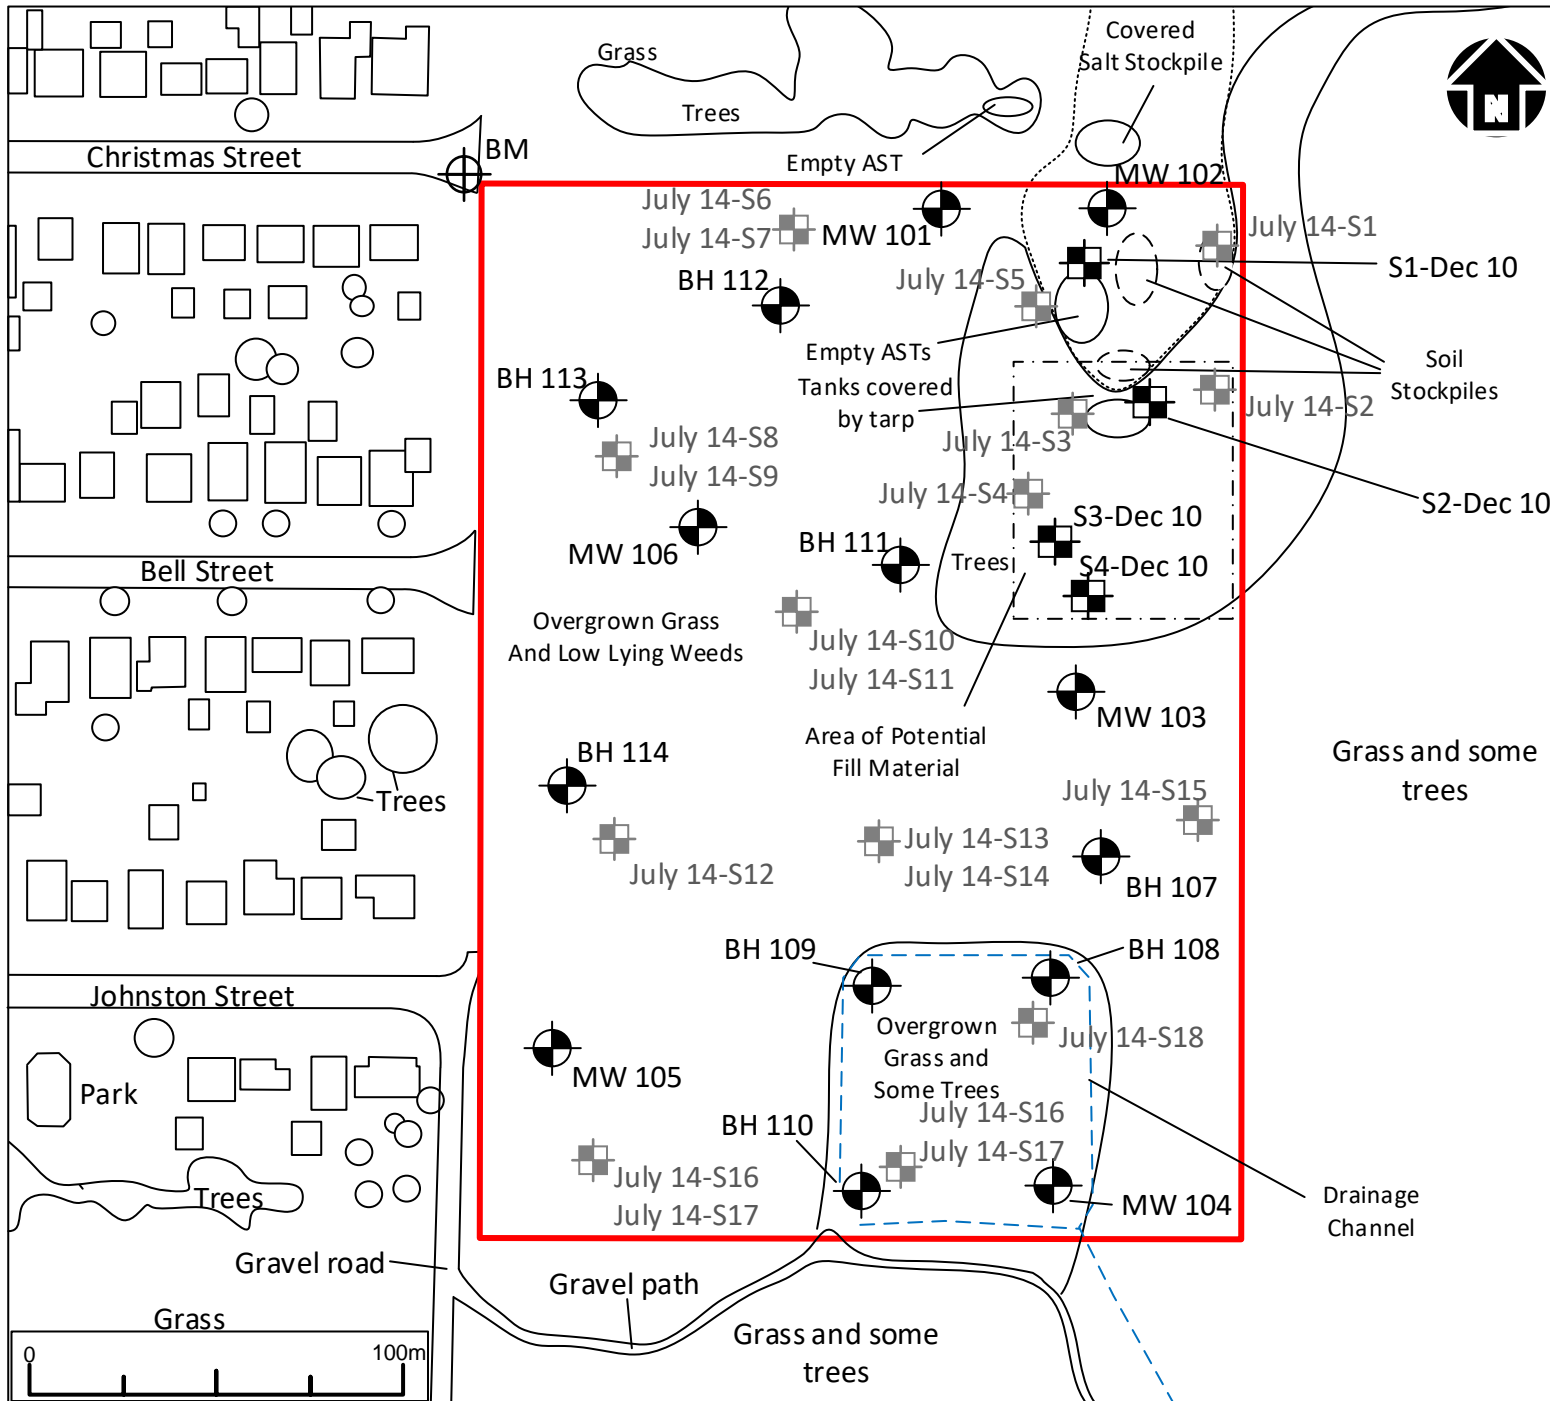 Covered
Salt Stockpile
Grass
Trees
N
Empty AST
Christmas Street
BM
MW 102
July 14-S6
July 14-S7
MW 101
July 14-S1
S1-Dec 10
BH 112
July 14-S5
Empty ASTs
Tanks covered
by tarp
Soil
Stockpiles
BH 113
July 14-S2
July 14-S3
July 14-S8
July 14-S9
July 14-S4
S2-Dec 10
S3-Dec 10
MW 106
BH 111
Trees
S4-Dec 10
Bell Street
Overgrown Grass
And Low Lying Weeds
July 14-S10
July 14-S11
MW 103
Area of Potential
Fill Material
BH 114
Grass and some
trees
Trees
July 14-S15
July 14-S13
July 14-S14
July 14-S12
BH 107
BH 109
BH 108
Johnston Street
Overgrown
Grass and
Some Trees
July 14-S18
MW 105
Park
July 14-S16
July 14-S17
BH 110
July 14-S16
July 14-S17
Trees
MW 104
Drainage
Channel
Gravel road
Gravel path
Grass
Grass and some
trees
0
100m